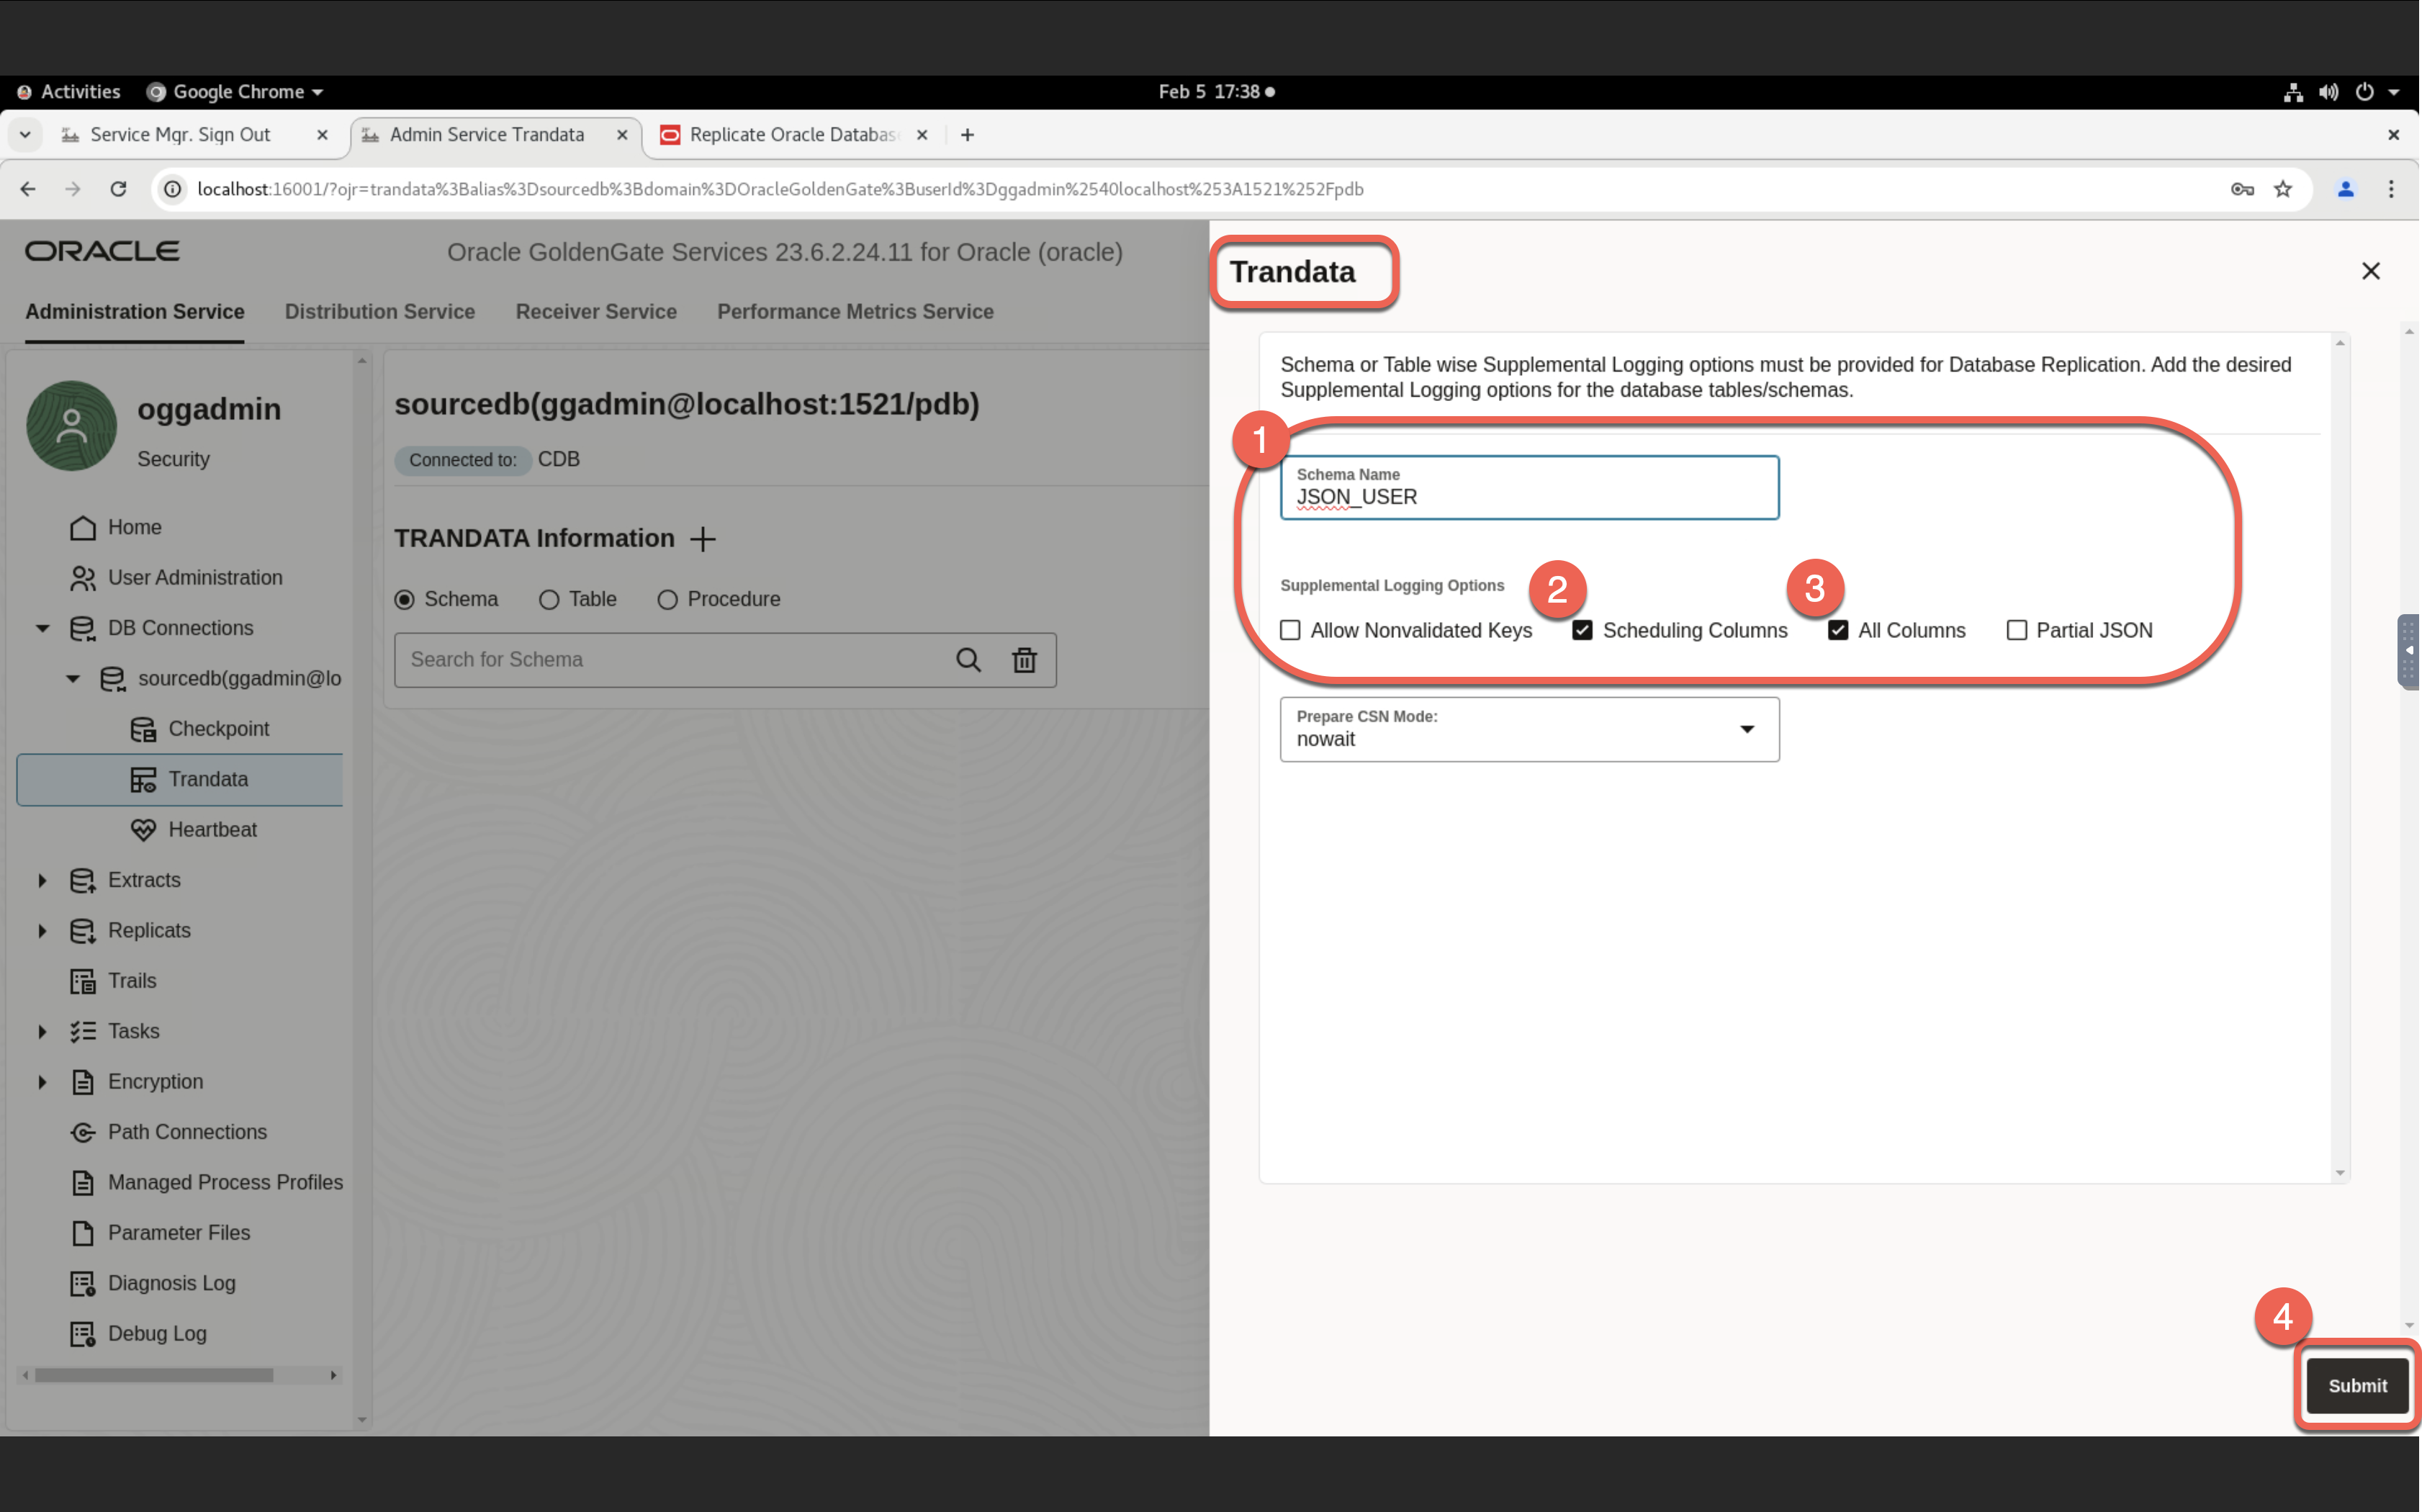 Activities Google Chrome Feb 5 17:38
Service Mgr. Sign Out Admin Service Trandata Replicate Oracle Databas
localhost:16001/?ojr=trandata%3Balias%3Dsourcedb%3Bdomain%3DOracleGoldenGate%3BuserId%3Dggadmin%2540localhost%253A1521%252Fpdb
ORACLE
Oracle GoldenGate Services 23.6.2.24.11 for Oracle (oracle)
Administration Service Distribution Service Receiver Service Performance Metrics Service
oggadmin
Security
Home
User Administration
DB Connections
sourcedb(ggadmin@lo
Checkpoint
Trandata
Heartbeat
Extracts
Replicats
Trails
Tasks
Encryption
Path Connections
Managed Process Profiles
Parameter Files
Diagnosis Log
Debug Log
sourcedb(ggadmin@localhost:1521/pdb)
Connected to: CDB
TRANDATA Information
Schema Table Procedure
Search for Schema
Trandata
Schema or Table wise Supplemental Logging options must be provided for Database Replication. Add the desired
Supplemental Logging options for the database tables/schemas.
1
Schema Name
JSON_USER
Supplemental Logging Options
2 3
Allow Nonvalidated Keys Scheduling Columns All Columns Partial JSON
Prepare CSN Mode:
nowait
4
Submit